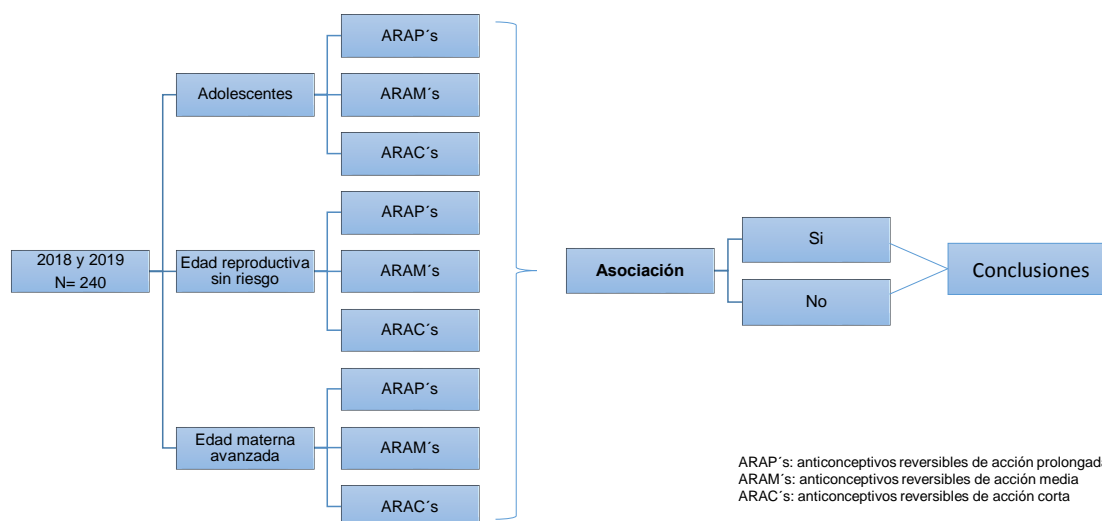 2018 y 2019
N= 240
Adolescentes
ARAP´s
ARAM´s
ARAC´s
Edad reproductiva
sin riesgo
ARAP´s
ARAM´s
ARAC´s
Edad materna
avanzada
ARAP´s
ARAM´s
ARAC´s
Asociación
Si
No
Conclusiones
ARAP´s: anticonceptivos reversibles de acción prolongad
ARAM´s: anticonceptivos reversibles de acción media
ARAC´s: anticonceptivos reversibles de acción corta